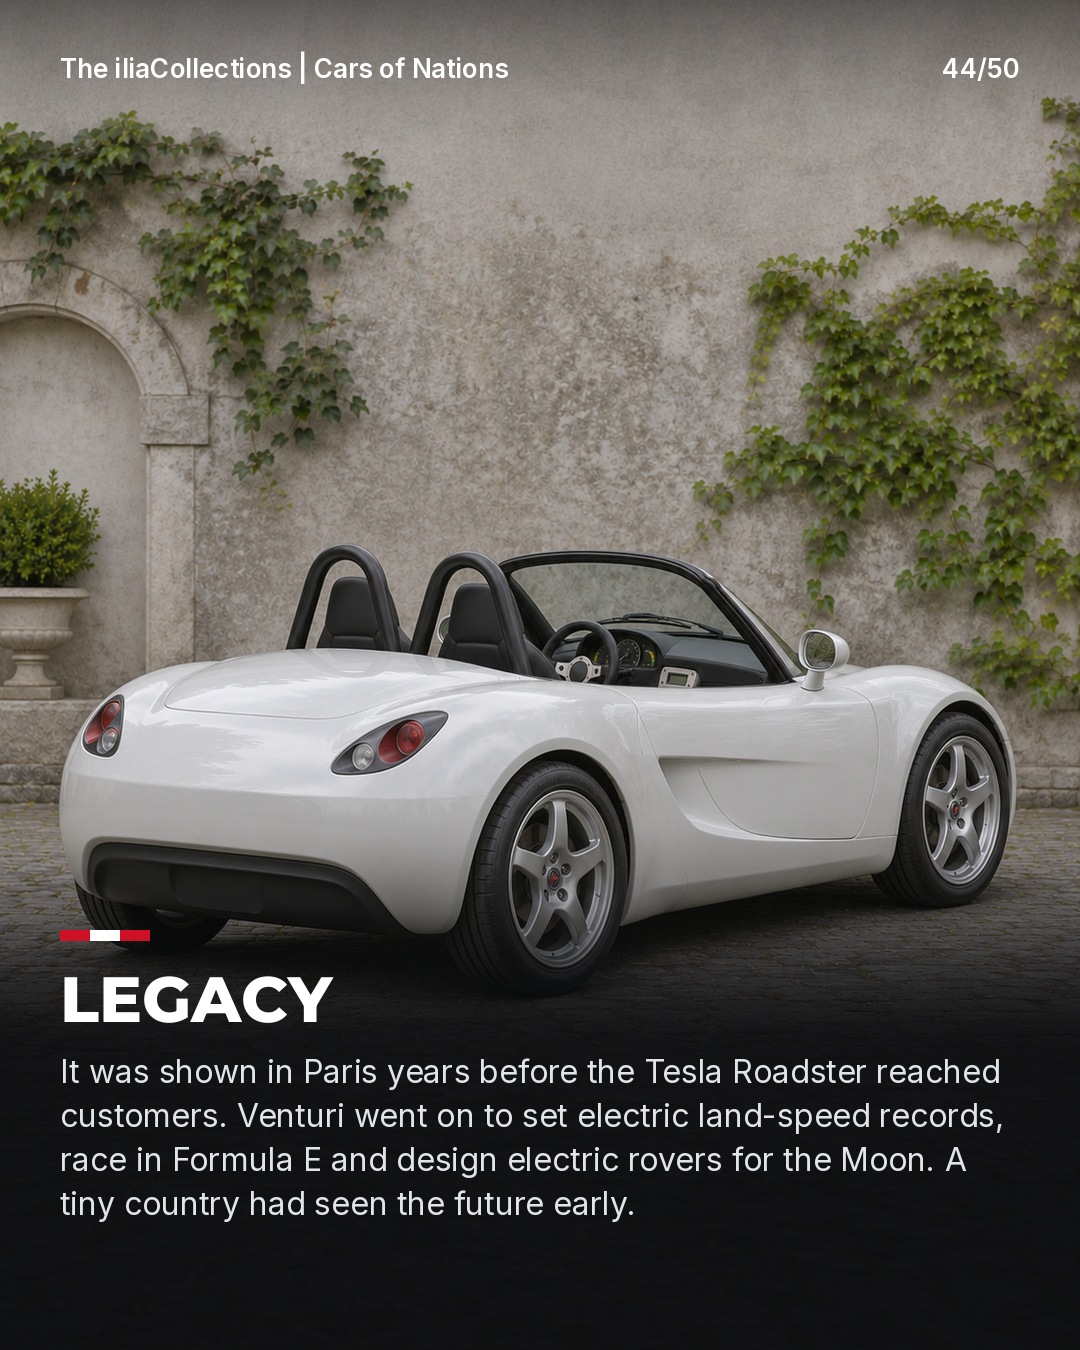 The iliaCollections | Cars of Nations
44/50
LEGACY
It was shown in Paris years before the Tesla Roadster reached
customers. Venturi went on to set electric land-speed records,
race in Formula E and design electric rovers for the Moon. A
tiny country had seen the future early.